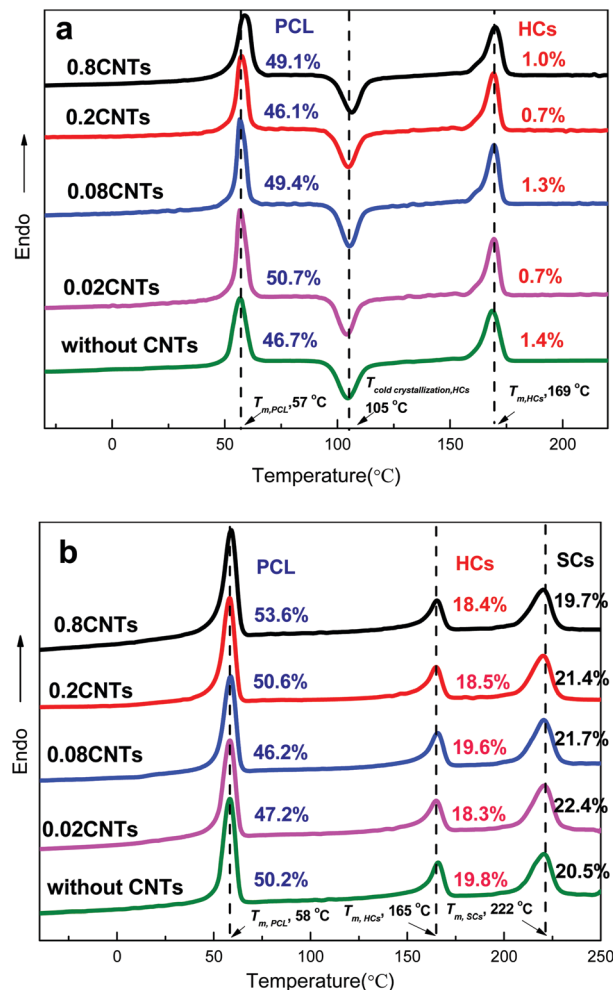 a
PCL
HCs
0.8CNTs
49.1%
1.0%
0.2CNTs
46.1%
0.7%
0.08CNTs
49.4%
1.3%
0.02CNTs
50.7%
0.7%
without CNTs
46.7%
1.4%
Tm,PCL,57 °C
Tcold crystallization,HCs
105 °C
Tm,HCs,169 °C
Endo
0 50 100 150 200
Temperature(°C)
b
PCL
HCs
SCs
0.8CNTs
53.6%
18.4%
19.7%
0.2CNTs
50.6%
18.5%
21.4%
0.08CNTs
46.2%
19.6%
21.7%
0.02CNTs
47.2%
18.3%
22.4%
without CNTs
50.2%
19.8%
20.5%
Tm, PCL, 58 °C
Tm, HCs, 165 °C
Tm, SCs, 222 °C
Endo
0 50 100 150 200 250
Temperature(°C)